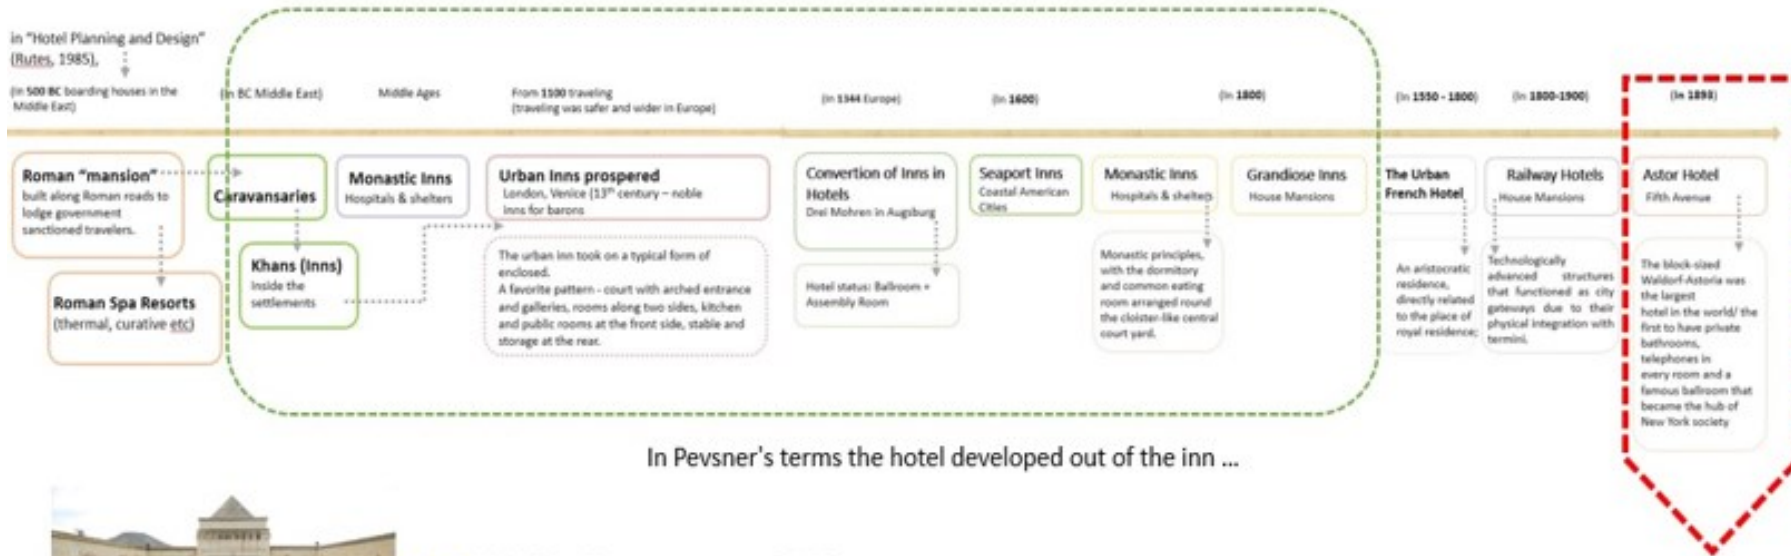 in "Hotel Planning and Design"
(Rutes, 1985),
(In 500 BC boarding houses in the
Middle East)
(In BC Middle East)
Middle Ages
From 1100 traveling
(traveling was safer and wider in Europe)
(In 1344 Europe)
(In 1600)
(In 1800)
(In 1550 - 1800)
(In 1800-1900)
(In 1893)
Roman "mansion"
built along Roman roads to
lodge government
sanctioned travelers.
Roman Spa Resorts
(thermal, curative etc)
Caravansaries
Khans (Inns)
Inside the
settlements
Monastic Inns
Hospitals & shelters
Urban Inns prospered
London, Venice (13th century – noble
inns for barons
The urban inn took on a typical form of
enclosed.
A favorite pattern - court with arched entrance
and galleries, rooms along two sides, kitchen
and public rooms at the front side, stable and
storage at the rear.
Convertion of Inns in
Hotels
Drei Mohren in Augsburg
Hotel status: Ballroom +
Assembly Room
Seaport Inns
Coastal American
Cities
Monastic Inns
Hospitals & shelters
Monastic principles,
with the dormitory
and common eating
room arranged round
the cloister-like central
court yard.
Grandiose Inns
House Mansions
The Urban
French Hotel
An aristocratic
residence,
directly related
to the place of
royal residence;
Railway Hotels
House Mansions
Technologically
advanced structures
that functioned as city
gateways due to their
physical integration with
termini.
Astor Hotel
Fifth Avenue
The block-sized
Waldorf-Astoria was
the largest
hotel in the world/ the
first to have private
bathrooms,
telephones in
every room and a
famous ballroom that
became the hub of
New York society
In Pevsner's terms the hotel developed out of the inn ...